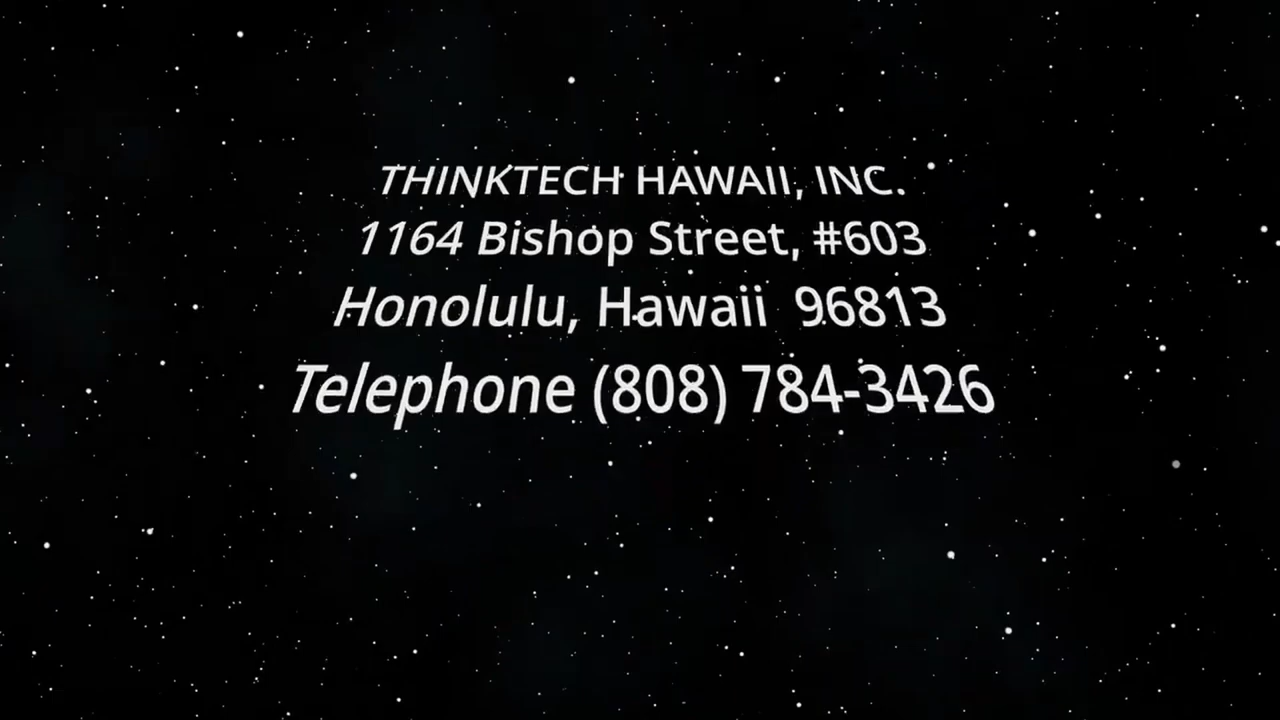 THINKTECH HAWAII, INC.
1164 Bishop Street, #603
Honolulu, Hawaii  96813
Telephone (808) 784-3426